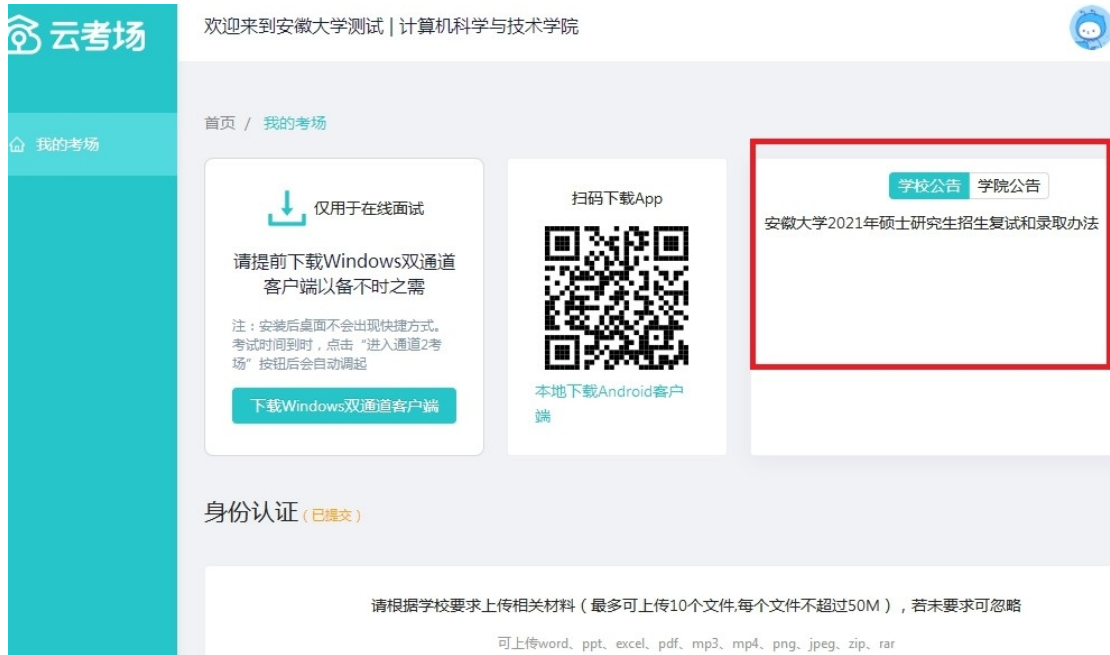 云考场
欢迎来到安徽大学测试 | 计算机科学与技术学院
我的考场
首页 / 我的考场
仅用于在线面试
请提前下载Windows双通道
客户端以备不时之需
注：安装后桌面不会出现快捷方式。
考试时间到时，点击“进入通道2考
场”按钮后会自动调起
下载Windows双通道客户端
扫码下载App
本地下载Android客户
端
学校公告 学院公告
安徽大学2021年硕士研究生招生复试和录取办法
身份认证（已提交）
请根据学校要求上传相关材料（最多可上传10个文件,每个文件不超过50M），若未要求可忽略
可上传word、ppt、excel、pdf、mp3、mp4、png、jpeg、zip、rar